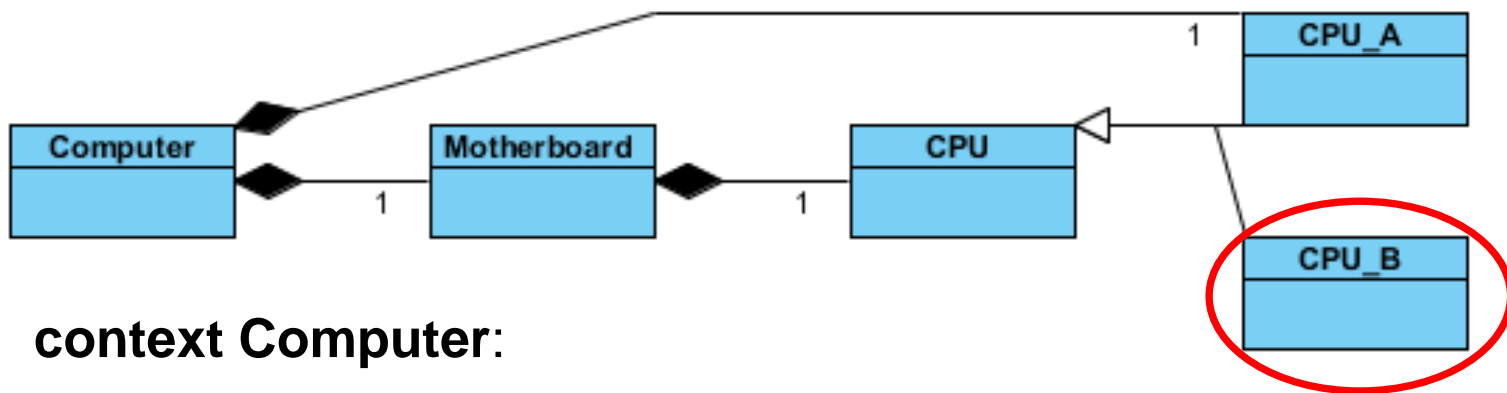 1
CPU_A
Computer
Motherboard
CPU
1
1
CPU_B
context Computer: